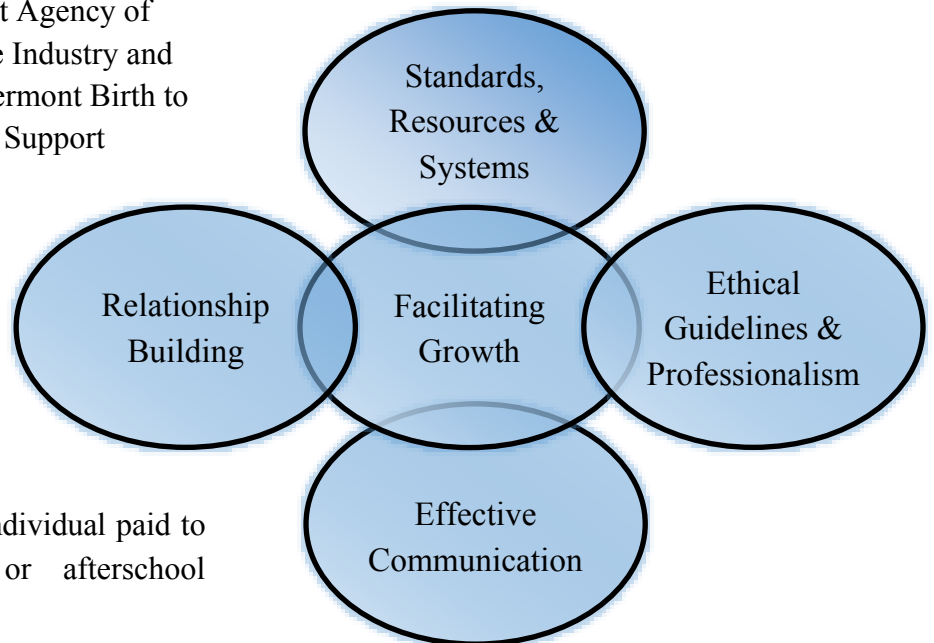 t Agency of
e Industry and
ermont Birth to
Support
Standards,
Resources &
Systems
Relationship
Building
Facilitating
Growth
Ethical
Guidelines &
Professionalism
Effective
Communication
ndividual paid to
or afterschool